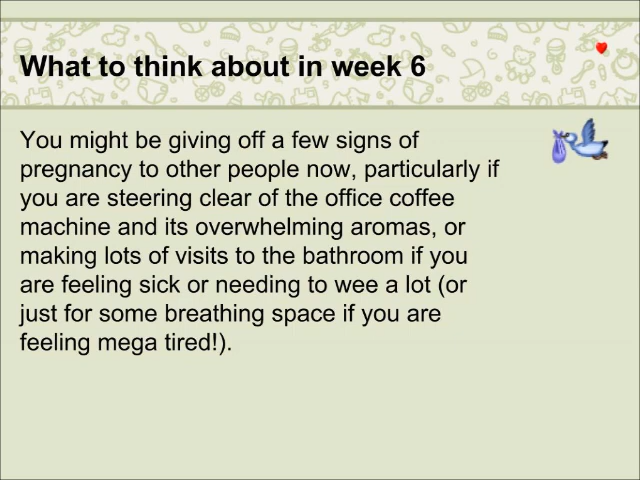 What to think about in week 6
You might be giving off a few signs of
pregnancy to other people now, particularly if
you are steering clear of the office coffee
machine and its overwhelming aromas, or
making lots of visits to the bathroom if you
are feeling sick or needing to wee a lot (or
just for some breathing space if you are
feeling mega tired!).